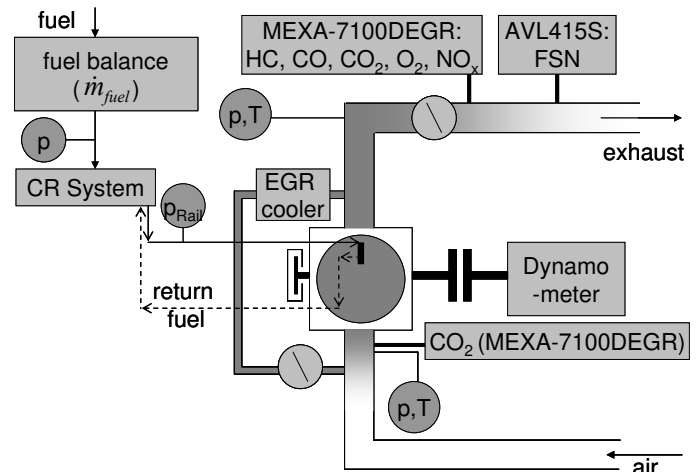 fuel
fuel balance
(ṁfuel)
p
CR System
pRail
return
fuel
MEXA-7100DEGR:
HC, CO, CO₂, O₂, NOₓ
AVL415S:
FSN
p,T
exhaust
EGR
cooler
Dynamo
-meter
CO₂ (MEXA-7100DEGR)
p,T
air